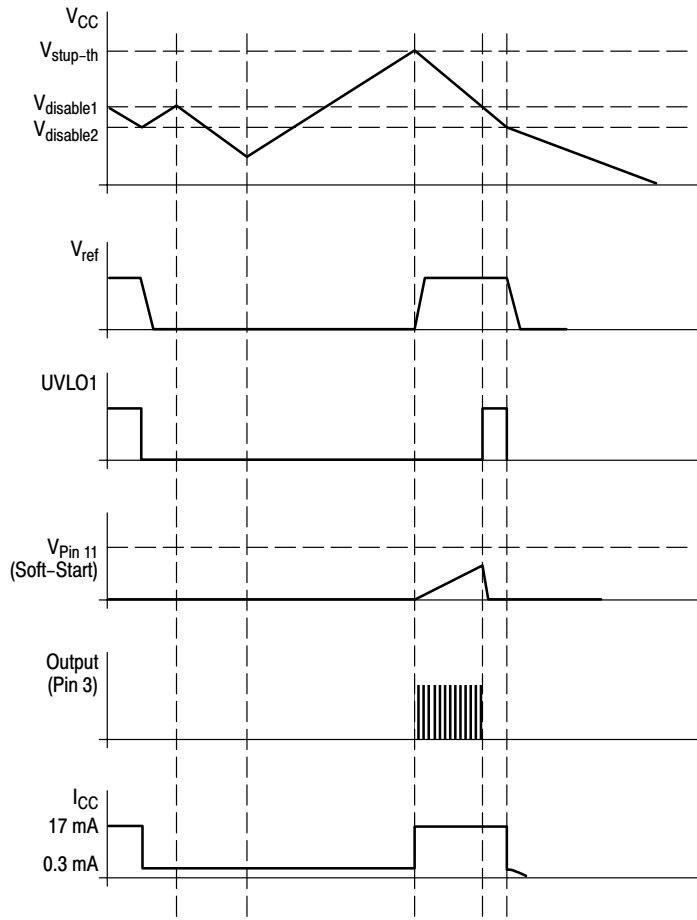 VCC
Vstup–th
Vdisable1
Vdisable2
Vref
UVLO1
VPin 11
(Soft–Start)
Output
(Pin 3)
ICC
17 mA
0.3 mA